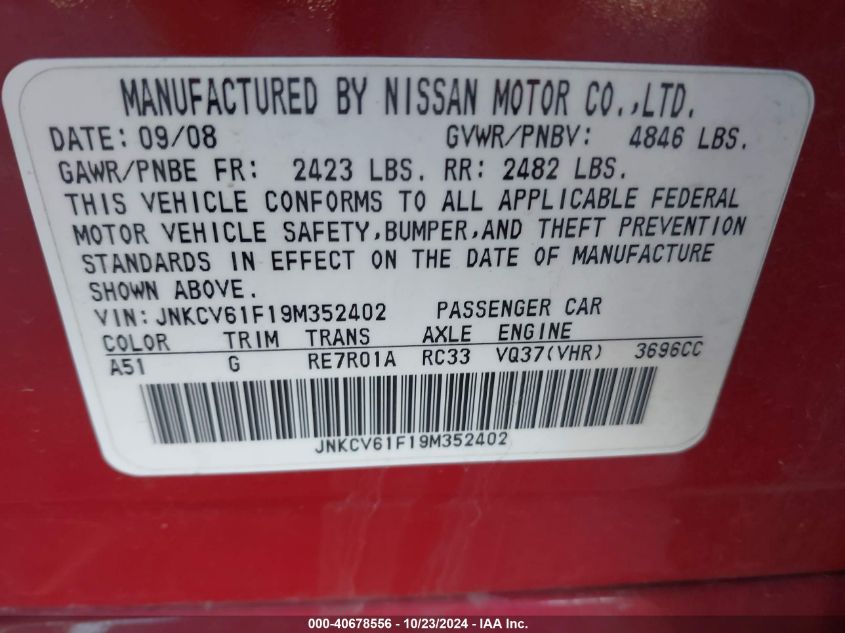 MANUFACTURED BY NISSAN MOTOR CO.,LTD.
DATE: 09/08 GVWR/PNBV: 4846 LBS.
GAWR/PNBE FR: 2423 LBS. RR: 2482 LBS.
THIS VEHICLE CONFORMS TO ALL APPLICABLE FEDERAL
MOTOR VEHICLE SAFETY,BUMPER,AND THEFT PREVENTION
STANDARDS IN EFFECT ON THE DATE OF MANUFACTURE
SHOWN ABOVE.
VIN: JNKCV61F19M352402 PASSENGER CAR
COLOR TRIM TRANS AXLE ENGINE
A51 G RE7R01A RC33 VQ37(VHR) 3696CC
JNKCV61F19M352402
000-40678556 - 10/23/2024 - IAA Inc.